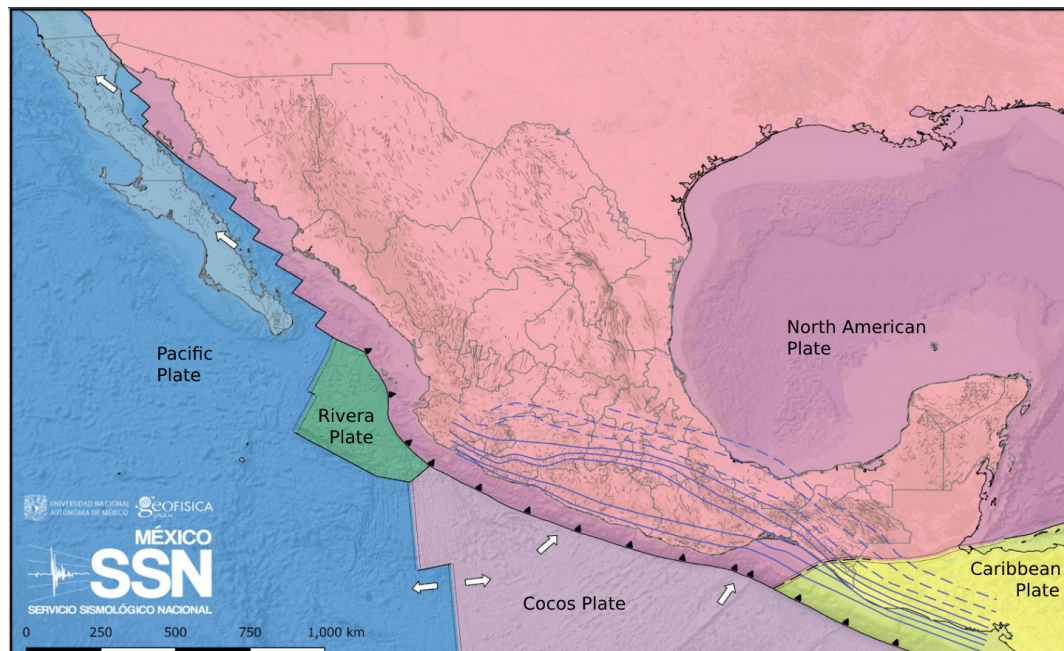 North American
Plate
Pacific
Plate
Rivera
Plate
UNIVERSIDAD NACIONAL
AUTÓNOMA DE MÉXICO
geOFISICA
UNAM
MÉXICO
SSN
SERVICIO SISMOLÓGICO NACIONAL
Caribbean
Plate
Cocos Plate
0 250 500 750 1,000 km